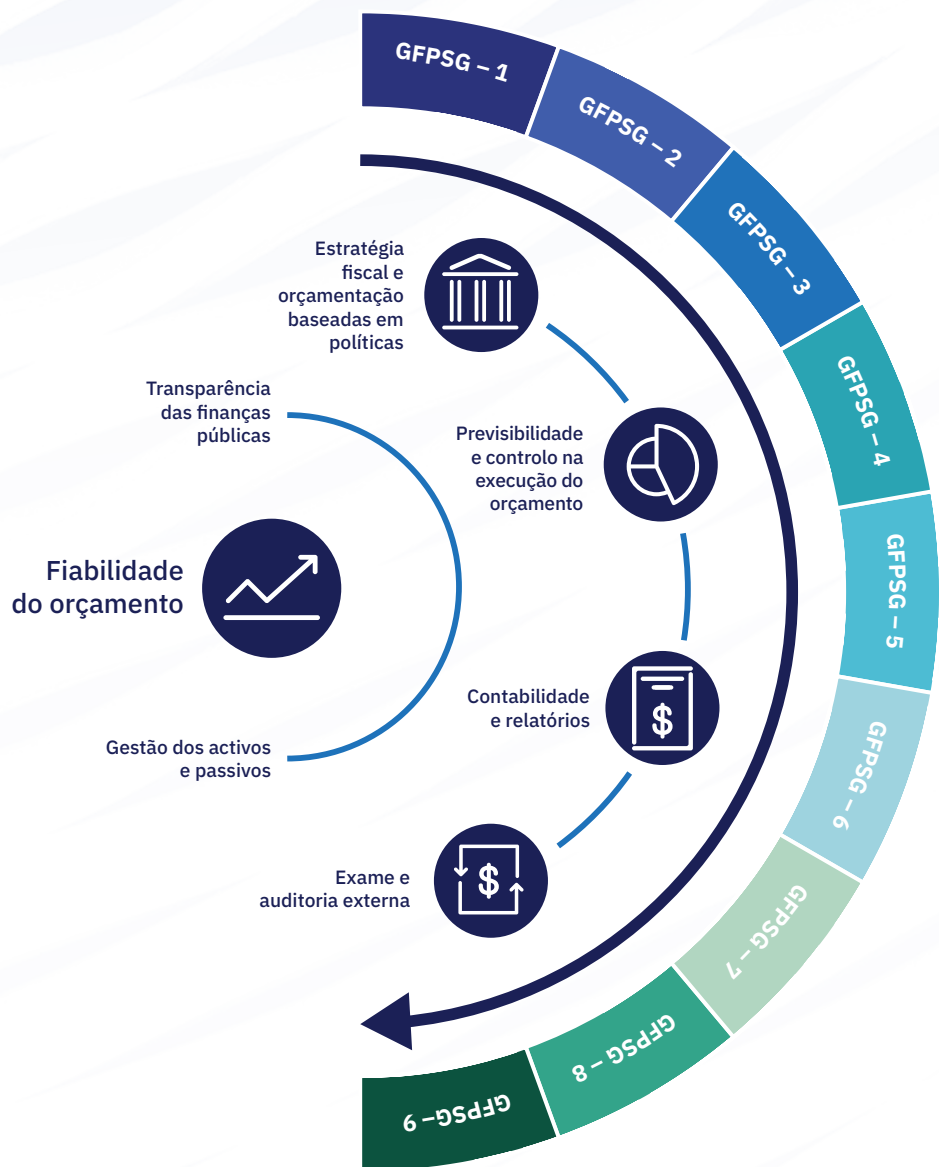 GFPSG – 1
GFPSG – 2
GFPSG – 3
GFPSG – 4
GFPSG – 5
GFPSG – 6
GFPSG – 7
GFPSG – 8
GFPSG–9
Estratégia
fiscal e
orçamentação
baseadas em
políticas
Transparência
das finanças
públicas
Previsibilidade
e controlo na
execução do
orçamento
Fiabilidade
do orçamento
Contabilidade
e relatórios
$
Gestão dos activos
e passivos
Exame e
auditoria externa
$